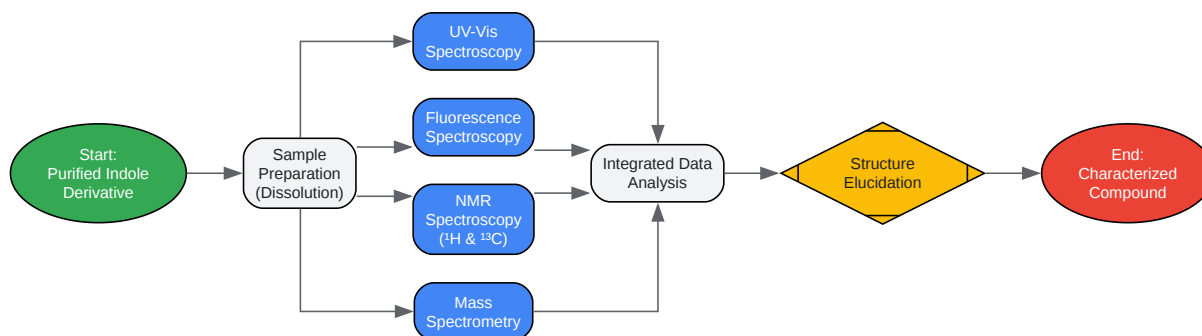 Start:
Purified Indole
Derivative
Sample
Preparation
(Dissolution)
UV-Vis
Spectroscopy
Fluorescence
Spectroscopy
NMR
Spectroscopy
(¹H & ¹³C)
Mass
Spectrometry
Integrated Data
Analysis
Structure
Elucidation
End:
Characterized
Compound